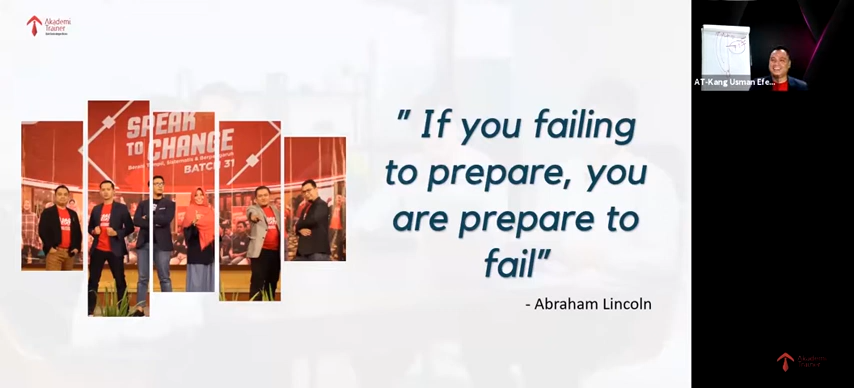 Akademi
Trainer
SPEAK
TO CHANGE
BATCH 31
" If you failing
to prepare, you
are prepare to
fail"
- Abraham Lincoln
AT-Kang Usman Efe...
Akademi
Trainer